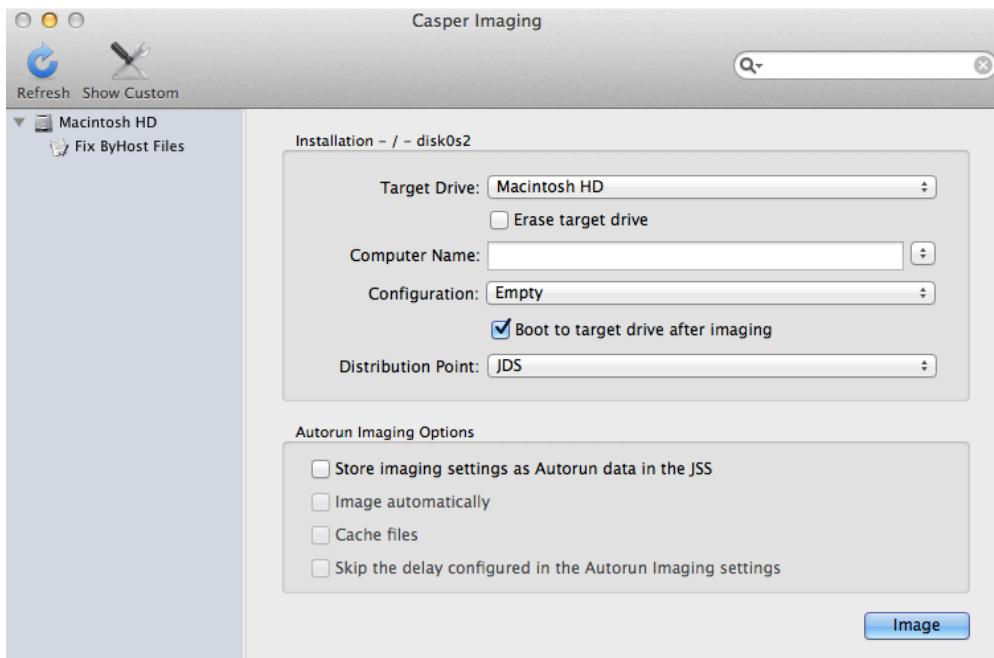 Casper Imaging
Refresh Show Custom
Macintosh HD
Fix ByHost Files
Installation – / – disk0s2
Target Drive: Macintosh HD
Erase target drive
Computer Name:
Configuration: Empty
Boot to target drive after imaging
Distribution Point: JDS
Autorun Imaging Options
Store imaging settings as Autorun data in the JSS
Image automatically
Cache files
Skip the delay configured in the Autorun Imaging settings
Image